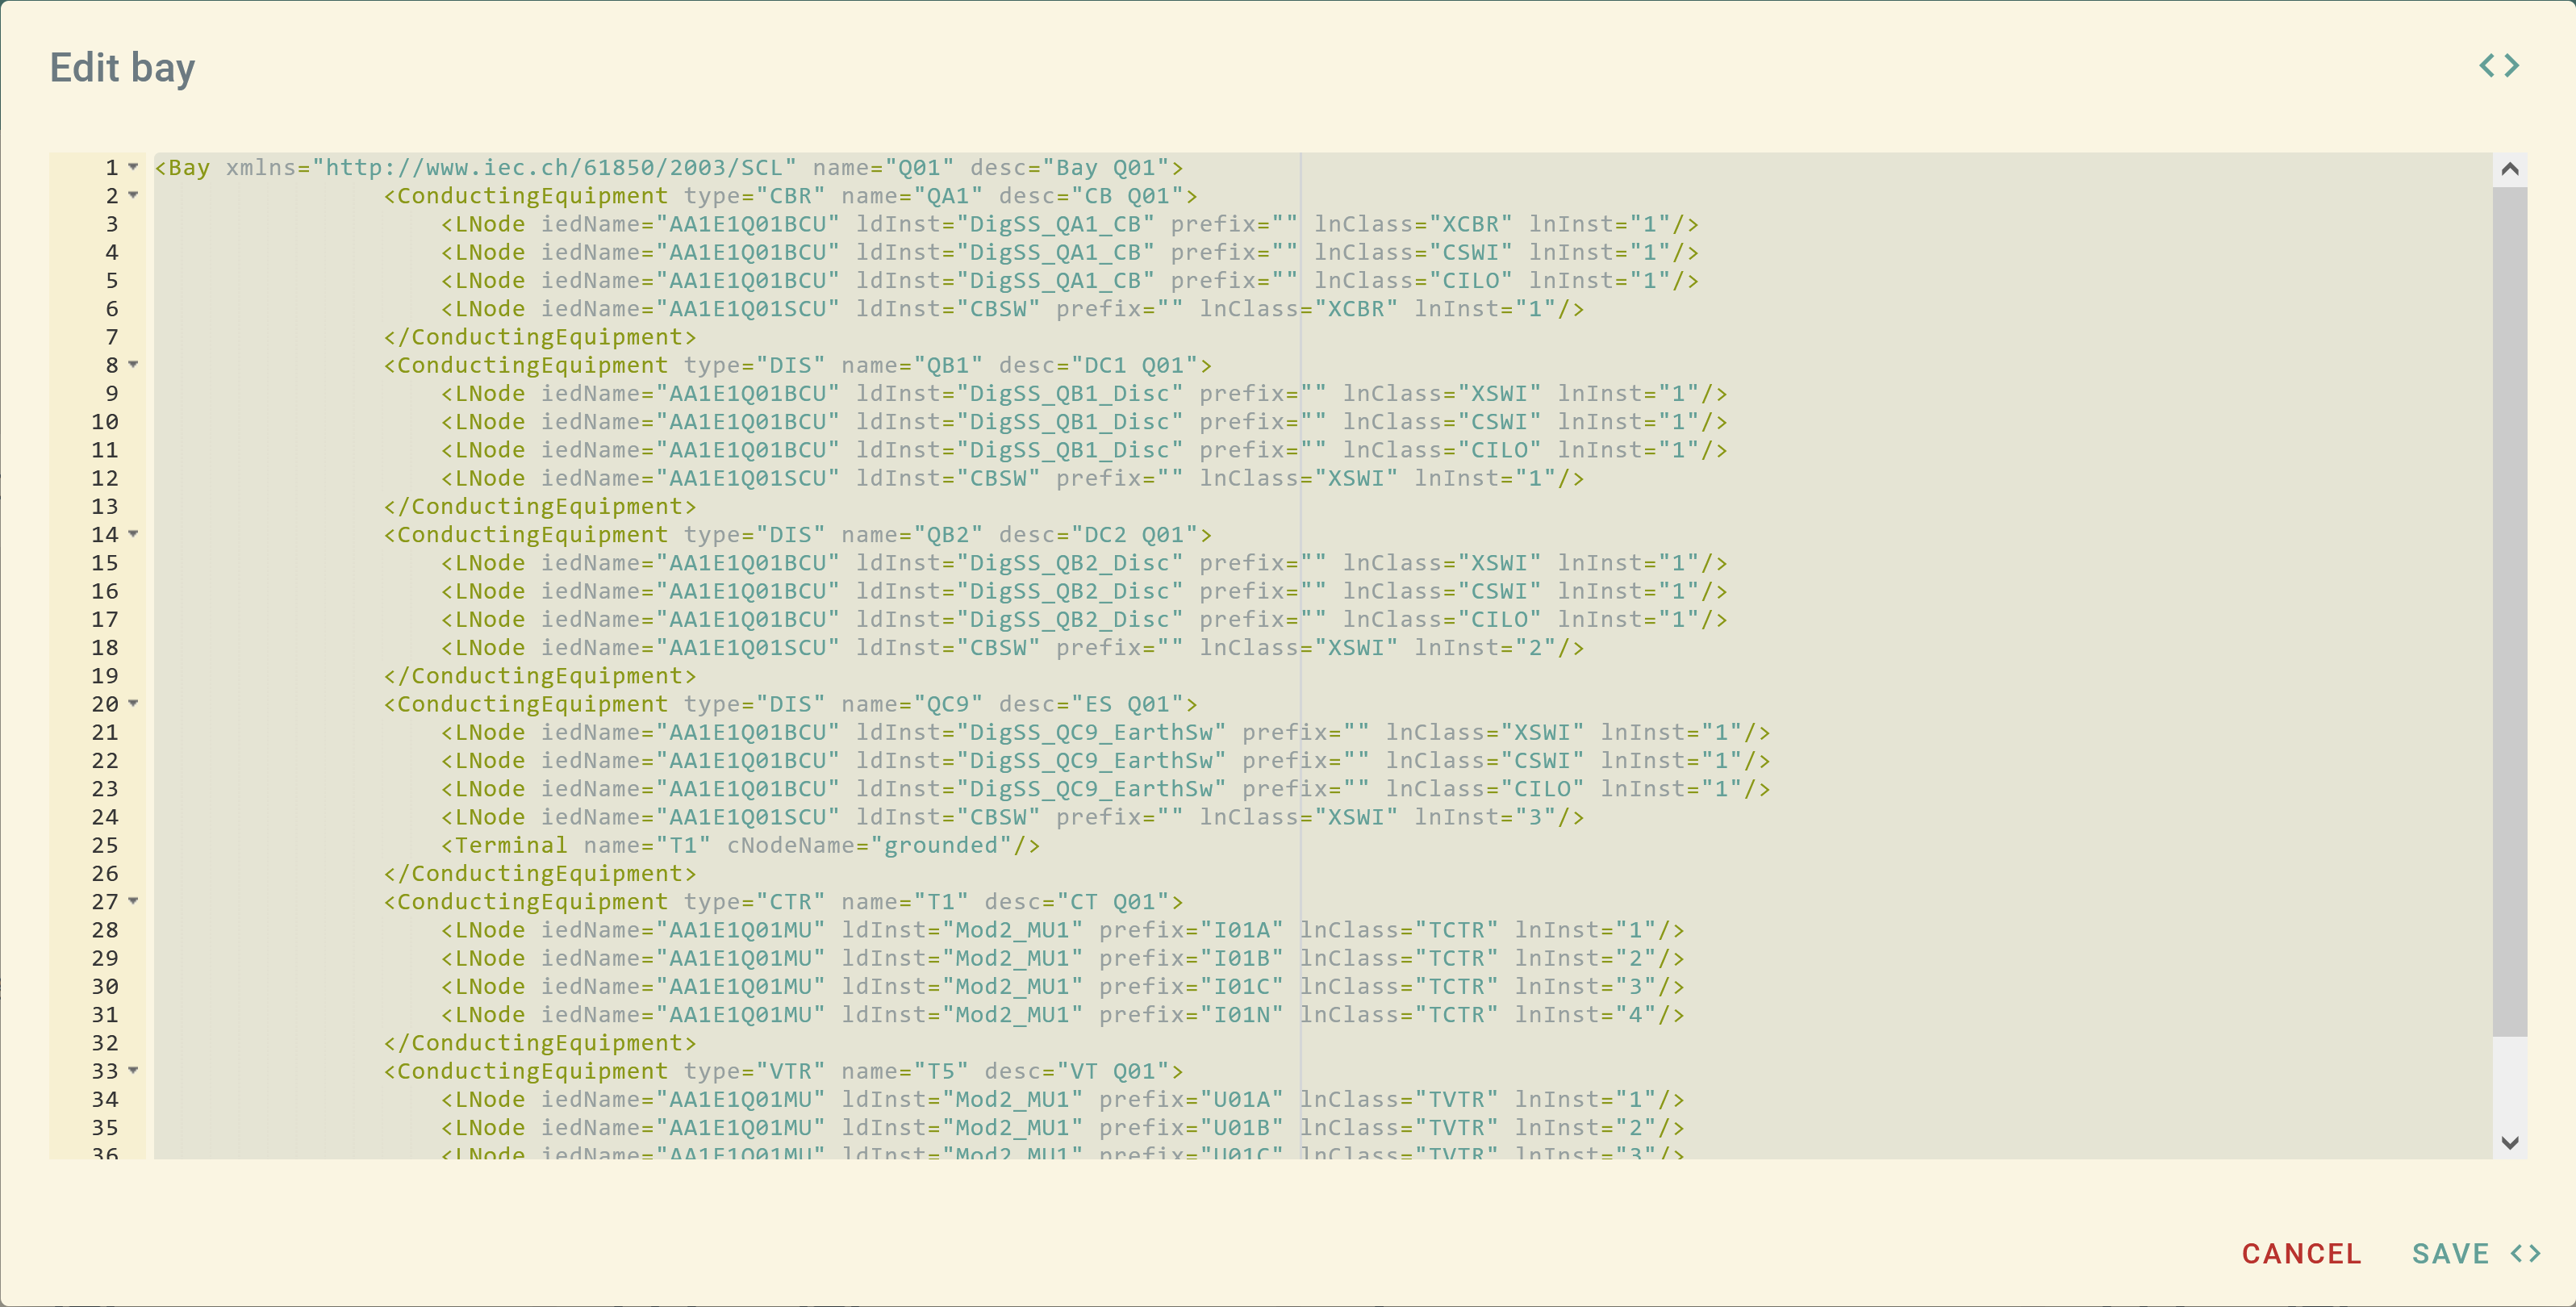 Edit bay
<>
1 <Bay xmlns="http://www.iec.ch/61850/2003/SCL" name="Q01" desc="Bay Q01">
2 <ConductingEquipment type="CBR" name="QA1" desc="CB Q01">
3 <LNode iedName="AA1E1Q01BCU" ldInst="DigSS_QA1_CB" prefix="" lnClass="XCBR" lnInst="1"/>
4 <LNode iedName="AA1E1Q01BCU" ldInst="DigSS_QA1_CB" prefix="" lnClass="CSWI" lnInst="1"/>
5 <LNode iedName="AA1E1Q01BCU" ldInst="DigSS_QA1_CB" prefix="" lnClass="CILO" lnInst="1"/>
6 <LNode iedName="AA1E1Q01SCU" ldInst="CBSW" prefix="" lnClass="XCBR" lnInst="1"/>
7 </ConductingEquipment>
8 <ConductingEquipment type="DIS" name="QB1" desc="DC1 Q01">
9 <LNode iedName="AA1E1Q01BCU" ldInst="DigSS_QB1_Disc" prefix="" lnClass="XSWI" lnInst="1"/>
10 <LNode iedName="AA1E1Q01BCU" ldInst="DigSS_QB1_Disc" prefix="" lnClass="CSWI" lnInst="1"/>
11 <LNode iedName="AA1E1Q01BCU" ldInst="DigSS_QB1_Disc" prefix="" lnClass="CILO" lnInst="1"/>
12 <LNode iedName="AA1E1Q01SCU" ldInst="CBSW" prefix="" lnClass="XSWI" lnInst="1"/>
13 </ConductingEquipment>
14 <ConductingEquipment type="DIS" name="QB2" desc="DC2 Q01">
15 <LNode iedName="AA1E1Q01BCU" ldInst="DigSS_QB2_Disc" prefix="" lnClass="XSWI" lnInst="1"/>
16 <LNode iedName="AA1E1Q01BCU" ldInst="DigSS_QB2_Disc" prefix="" lnClass="CSWI" lnInst="1"/>
17 <LNode iedName="AA1E1Q01BCU" ldInst="DigSS_QB2_Disc" prefix="" lnClass="CILO" lnInst="1"/>
18 <LNode iedName="AA1E1Q01SCU" ldInst="CBSW" prefix="" lnClass="XSWI" lnInst="2"/>
19 </ConductingEquipment>
20 <ConductingEquipment type="DIS" name="QC9" desc="ES Q01">
21 <LNode iedName="AA1E1Q01BCU" ldInst="DigSS_QC9_EarthSw" prefix="" lnClass="XSWI" lnInst="1"/>
22 <LNode iedName="AA1E1Q01BCU" ldInst="DigSS_QC9_EarthSw" prefix="" lnClass="CSWI" lnInst="1"/>
23 <LNode iedName="AA1E1Q01BCU" ldInst="DigSS_QC9_EarthSw" prefix="" lnClass="CILO" lnInst="1"/>
24 <LNode iedName="AA1E1Q01SCU" ldInst="CBSW" prefix="" lnClass="XSWI" lnInst="3"/>
25 <Terminal name="T1" cNodeName="grounded"/>
26 </ConductingEquipment>
27 <ConductingEquipment type="CTR" name="T1" desc="CT Q01">
28 <LNode iedName="AA1E1Q01MU" ldInst="Mod2_MU1" prefix="I01A" lnClass="TCTR" lnInst="1"/>
29 <LNode iedName="AA1E1Q01MU" ldInst="Mod2_MU1" prefix="I01B" lnClass="TCTR" lnInst="2"/>
30 <LNode iedName="AA1E1Q01MU" ldInst="Mod2_MU1" prefix="I01C" lnClass="TCTR" lnInst="3"/>
31 <LNode iedName="AA1E1Q01MU" ldInst="Mod2_MU1" prefix="I01N" lnClass="TCTR" lnInst="4"/>
32 </ConductingEquipment>
33 <ConductingEquipment type="VTR" name="T5" desc="VT Q01">
34 <LNode iedName="AA1E1Q01MU" ldInst="Mod2_MU1" prefix="U01A" lnClass="TVTR" lnInst="1"/>
35 <LNode iedName="AA1E1Q01MU" ldInst="Mod2_MU1" prefix="U01B" lnClass="TVTR" lnInst="2"/>
36 <LNode iedName="AA1E1Q01MU" ldInst="Mod2_MU1" prefix="U01C" lnClass="TVTR" lnInst="3"/>
CANCEL SAVE <>